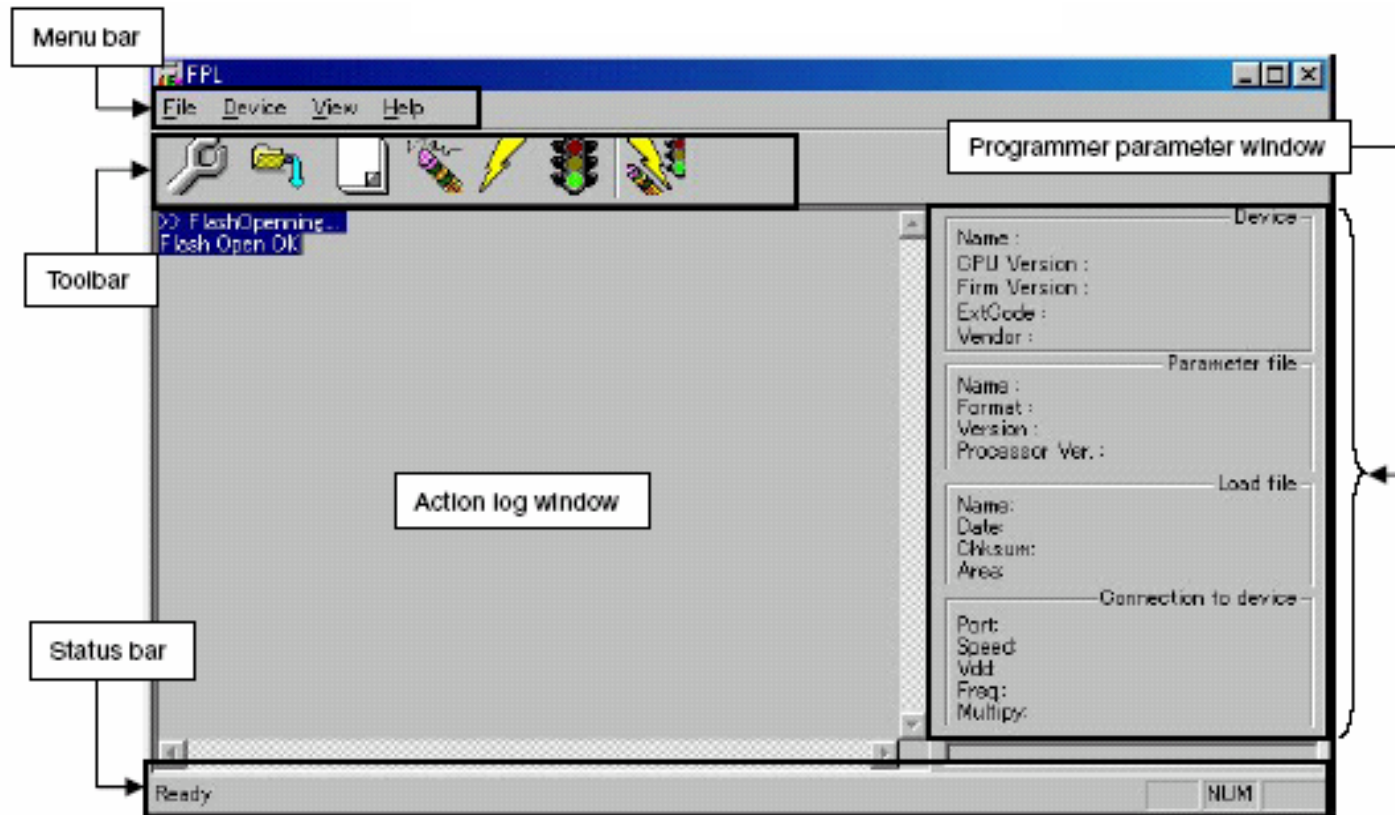 Menu bar
FPL
File Device View Help
Programmer parameter window
Toolbar
>> FlashOpenning...
Flash Open OK
Device
Name :
CPU Version :
Firm Version :
ExtCode :
Vendor :
Parameter file
Name :
Format :
Version :
Processor Ver. :
Action log window
Load file
Name:
Date:
Chksum:
Area:
Connection to device
Port:
Speed:
Vdd:
Freq :
Multipy:
Status bar
Ready
NUM